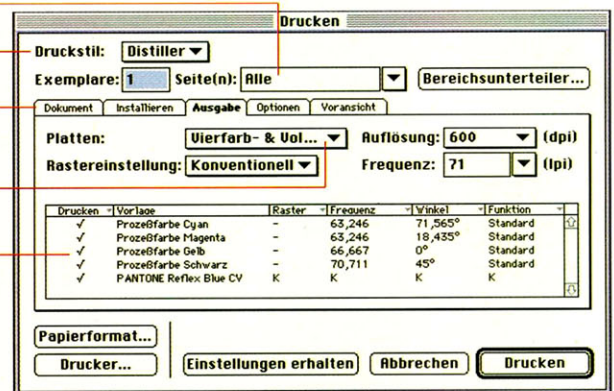 Drucken
Druckstil: Distiller
Exemplare: 1 Seite(n): Alle Bereichsunterteiler...
Dokument Installieren Ausgabe Optionen Voransicht
Platten: Vierfarb- & Vol... Auflösung: 600 (dpi)
Rastereinstellung: Konventionell Frequenz: 71 (lpi)
Drucken Vorlage Raster Frequenz Winkel Funktion
✓ Prozeßfarbe Cyan - 63,246 71,565° Standard
✓ Prozeßfarbe Magenta - 63,246 18,435° Standard
✓ Prozeßfarbe Gelb - 66,667 0° Standard
✓ Prozeßfarbe Schwarz - 70,711 45° Standard
✓ PANTONE Reflex Blue CV K K K K
Papierformat...
Drucker... Einstellungen erhalten Abbrechen Drucken